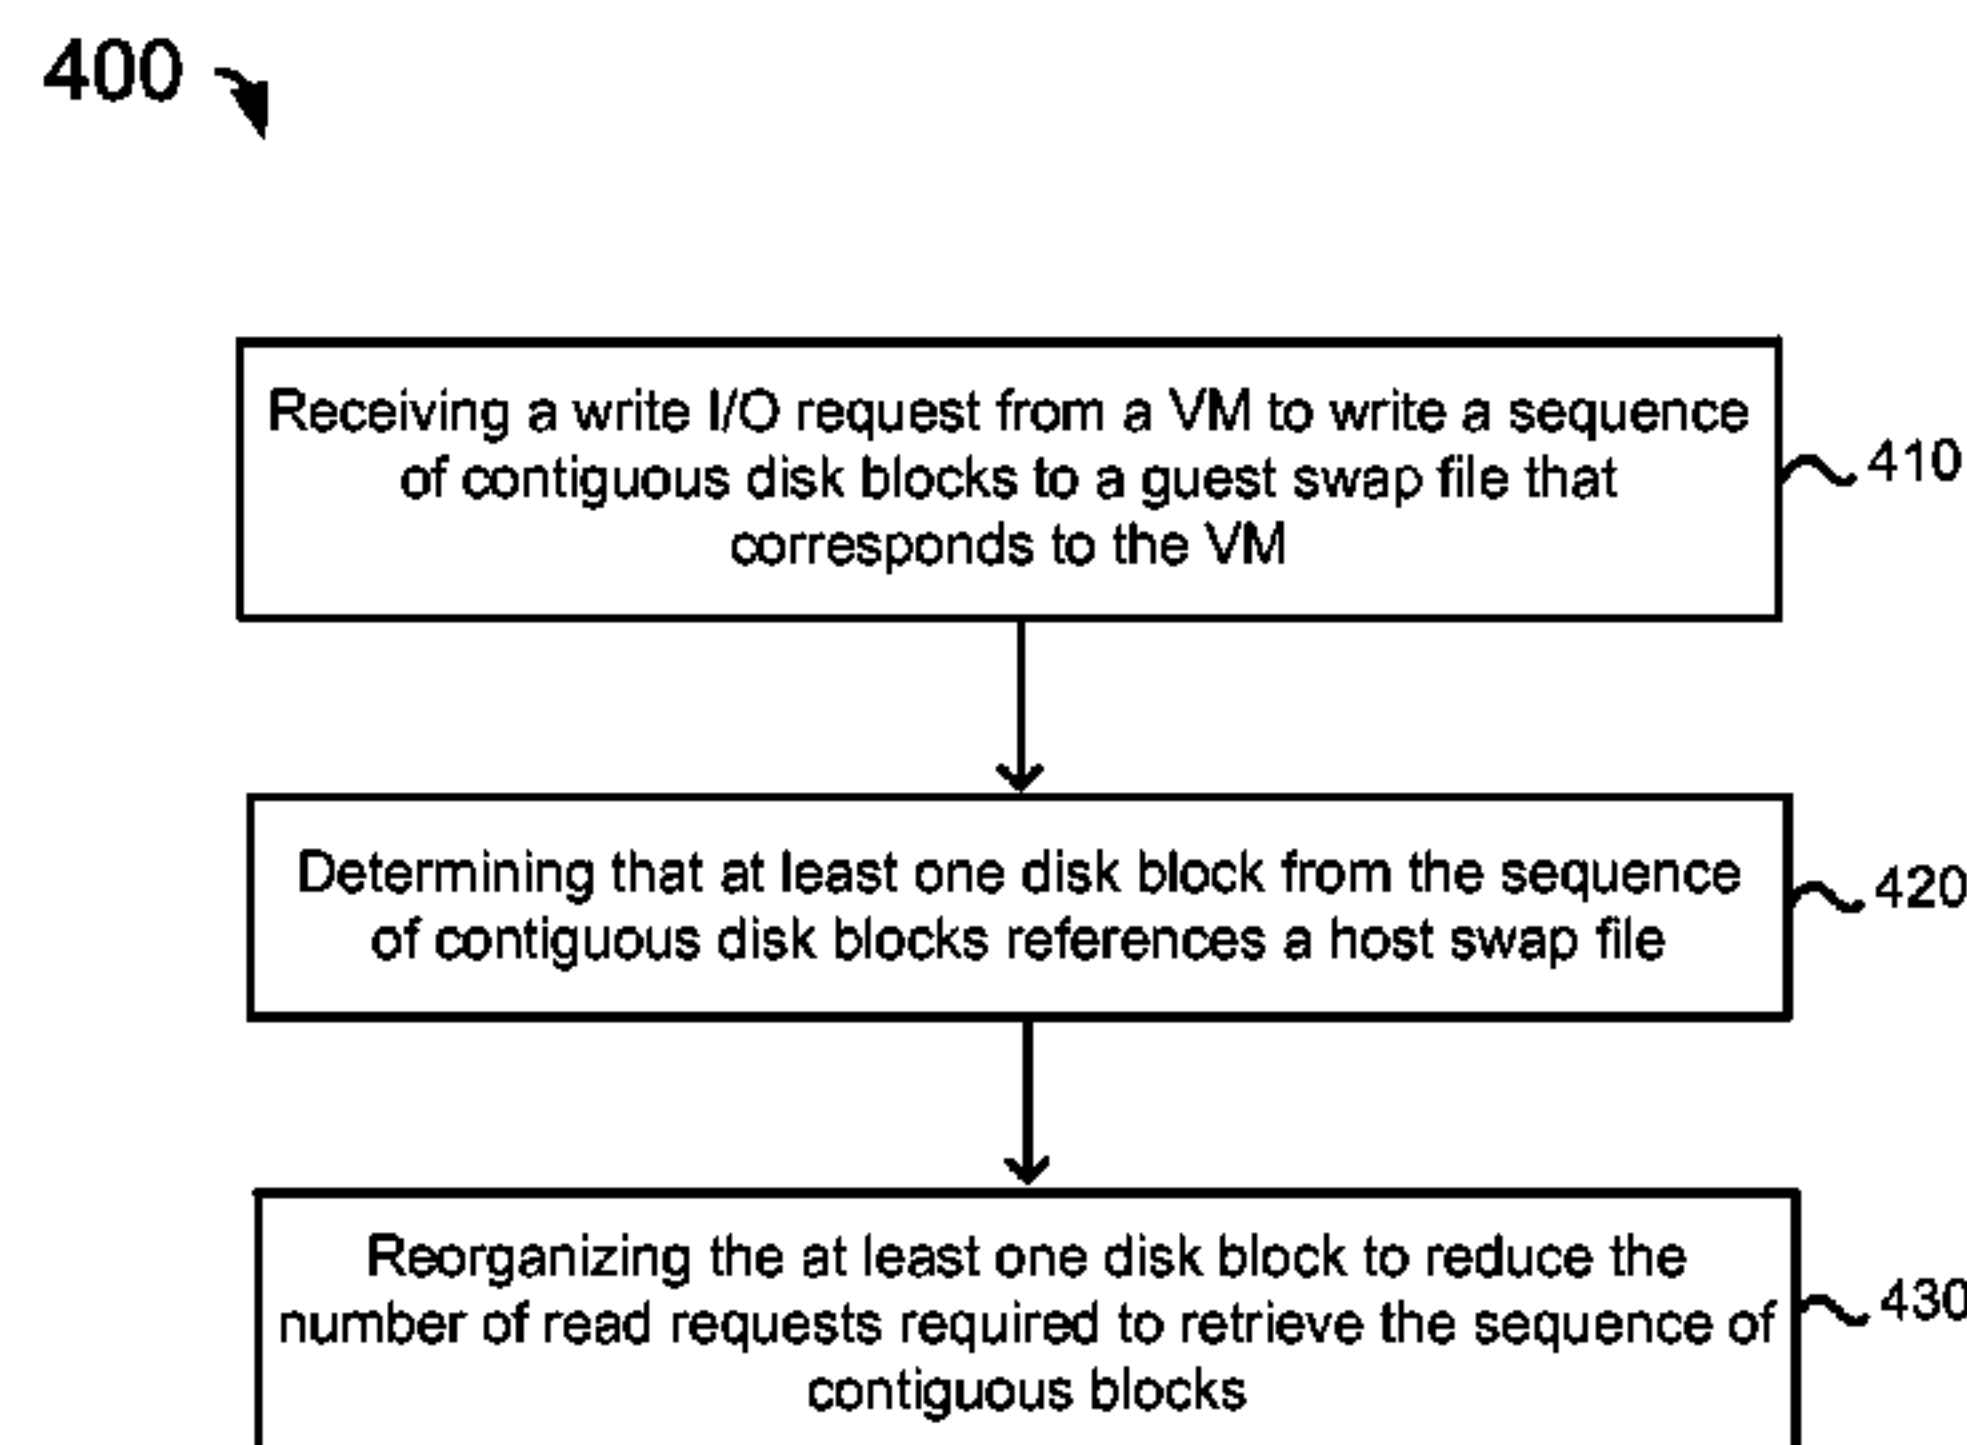 400
Receiving a write I/O request from a VM to write a sequence
of contiguous disk blocks to a guest swap file that
corresponds to the VM
410
Determining that at least one disk block from the sequence
of contiguous disk blocks references a host swap file
420
Reorganizing the at least one disk block to reduce the
number of read requests required to retrieve the sequence of
contiguous blocks
430